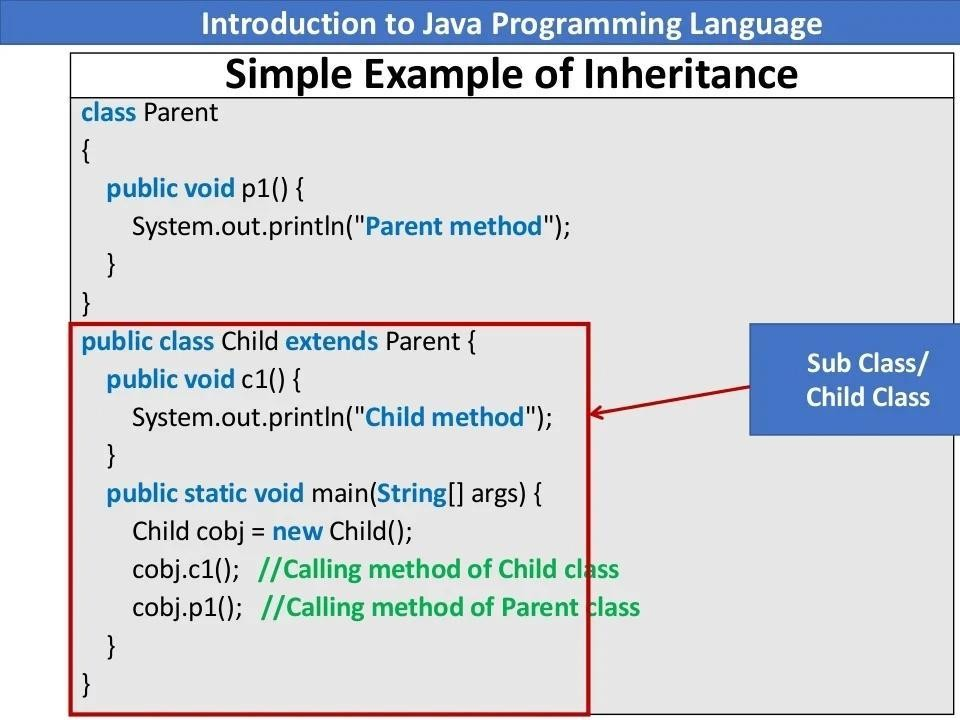 Introduction to Java Programming Language
Simple Example of Inheritance
class Parent
{
public void p1() {
System.out.println("Parent method");
}
}
public class Child extends Parent {
public void c1() {
System.out.println("Child method");
}
public static void main(String[] args) {
Child cobj = new Child();
cobj.c1(); //Calling method of Child class
cobj.p1(); //Calling method of Parent class
}
}
Sub Class/
Child Class